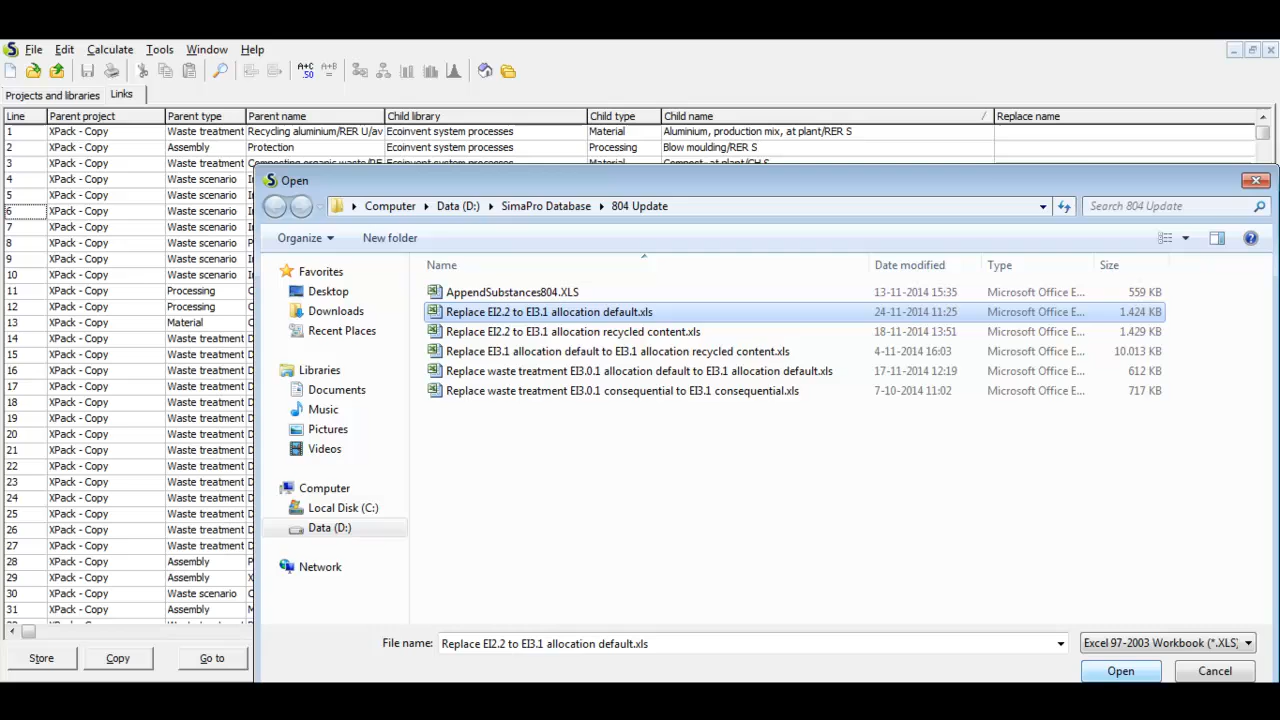 File Edit Calculate Tools Window Help
A+C .50 A+B =
Projects and libraries Links
Line Parent project Parent type Parent name Child library Child type Child name Replace name
1 XPack - Copy Waste treatment Recycling aluminium/RER U/av Ecoinvent system processes Material Aluminium, production mix, at plant/RER S
2 XPack - Copy Assembly Protection Ecoinvent system processes Processing Blow moulding/RER S
3 XPack - Copy Waste treatment Composting organic waste/RE Ecoinvent system processes Material Compost, at plant/CH S
4 XPack - Copy Waste scenario
5 XPack - Copy Waste scenario
6 XPack - Copy Waste scenario
7 XPack - Copy Waste scenario
8 XPack - Copy Waste scenario P
9 XPack - Copy Waste scenario
10 XPack - Copy Waste scenario
11 XPack - Copy Processing
12 XPack - Copy Processing
13 XPack - Copy Material
14 XPack - Copy Waste treatment D
15 XPack - Copy Waste treatment D
16 XPack - Copy Waste treatment D
17 XPack - Copy Waste treatment D
18 XPack - Copy Waste treatment D
19 XPack - Copy Waste treatment D
20 XPack - Copy Waste treatment D
21 XPack - Copy Waste treatment D
22 XPack - Copy Waste treatment D
23 XPack - Copy Waste treatment D
24 XPack - Copy Waste treatment D
25 XPack - Copy Waste treatment D
26 XPack - Copy Waste treatment D
27 XPack - Copy Waste treatment D
28 XPack - Copy Assembly P
29 XPack - Copy Assembly X
30 XPack - Copy Waste scenario C
31 XPack - Copy Assembly M
Store Copy Go to
Open
Computer Data (D:) SimaPro Database 804 Update Search 804 Update
Organize New folder
Favorites
Desktop
Downloads
Recent Places
Libraries
Documents
Music
Pictures
Videos
Computer
Local Disk (C:)
Data (D:)
Network
Name Date modified Type Size
AppendSubstances804.XLS 13-11-2014 15:35 Microsoft Office E... 559 KB
Replace EI2.2 to EI3.1 allocation default.xls 24-11-2014 11:25 Microsoft Office E... 1.424 KB
Replace EI2.2 to EI3.1 allocation recycled content.xls 18-11-2014 13:51 Microsoft Office E... 1.429 KB
Replace EI3.1 allocation default to EI3.1 allocation recycled content.xls 4-11-2014 16:03 Microsoft Office E... 10.013 KB
Replace waste treatment EI3.0.1 allocation default to EI3.1 allocation default.xls 17-11-2014 12:19 Microsoft Office E... 612 KB
Replace waste treatment EI3.0.1 consequential to EI3.1 consequential.xls 7-10-2014 11:02 Microsoft Office E... 717 KB
File name: Replace EI2.2 to EI3.1 allocation default.xls Excel 97-2003 Workbook (*.XLS)
Open Cancel